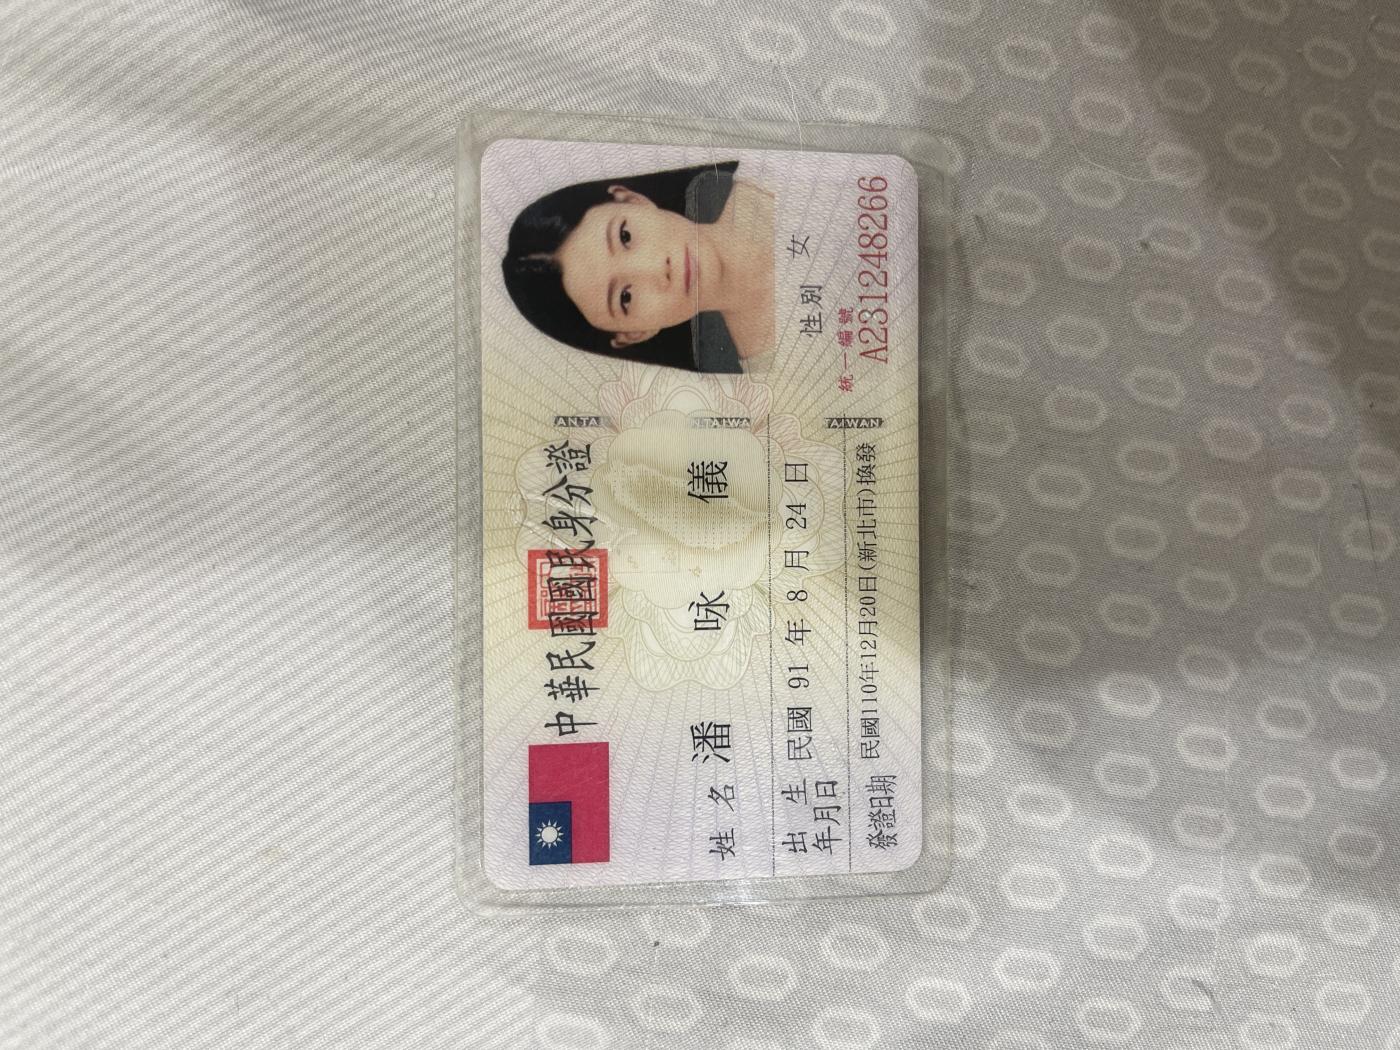 中華民國國民身分證
姓名 潘咏儀
出生年月日 民國 91 年 8 月 24 日
發證日期 民國110年12月20日(新北市)換發
性別 女
統一編號
A231248266
TAIWAN